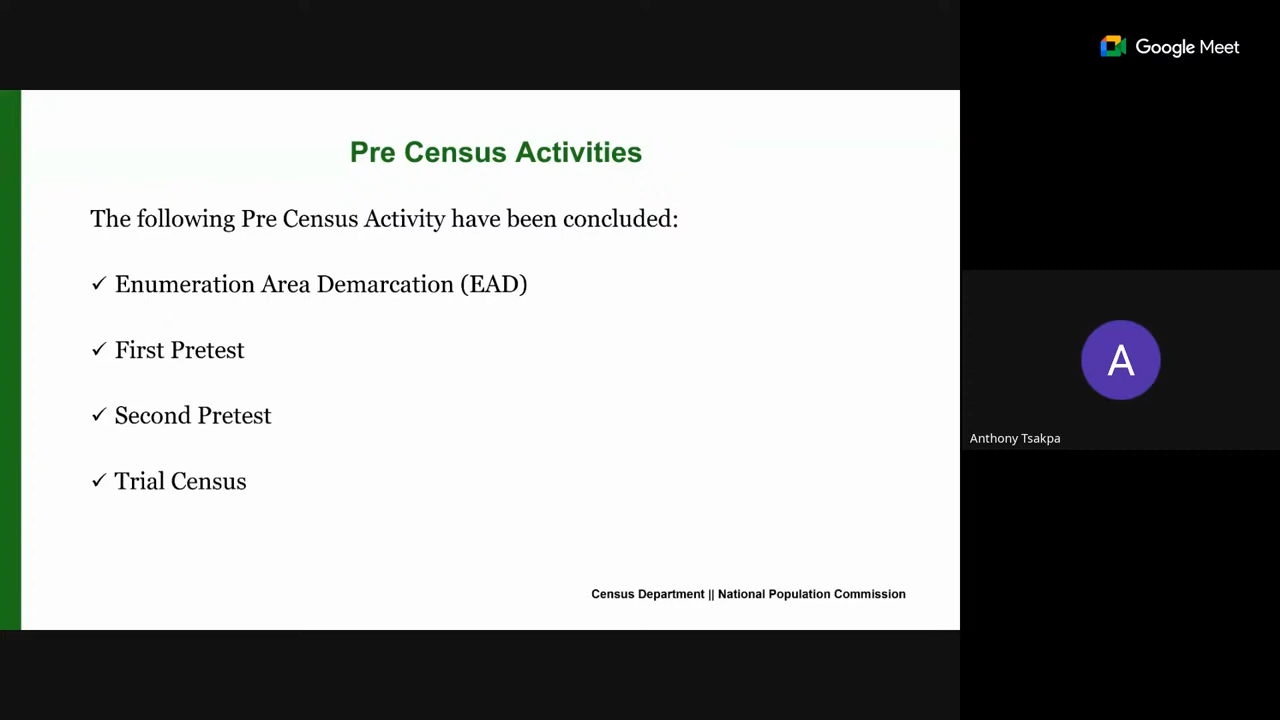 Google Meet
Pre Census Activities
The following Pre Census Activity have been concluded:
✓ Enumeration Area Demarcation (EAD)
✓ First Pretest
✓ Second Pretest
✓ Trial Census
Census Department || National Population Commission
A
Anthony Tsakpa